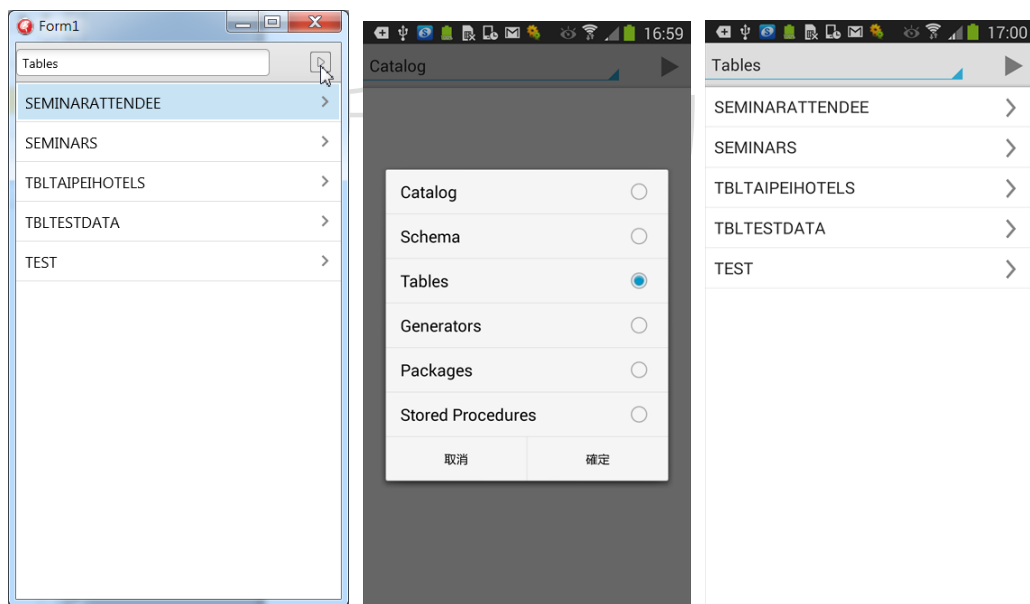 Form1
Tables
SEMINARATTENDEE
SEMINARS
TBLTAIPEIHOTELS
TBLTESTDATA
TEST
16:59
Catalog
Catalog
Schema
Tables
Generators
Packages
Stored Procedures
取消 確定
17:00
Tables
SEMINARATTENDEE
SEMINARS
TBLTAIPEIHOTELS
TBLTESTDATA
TEST